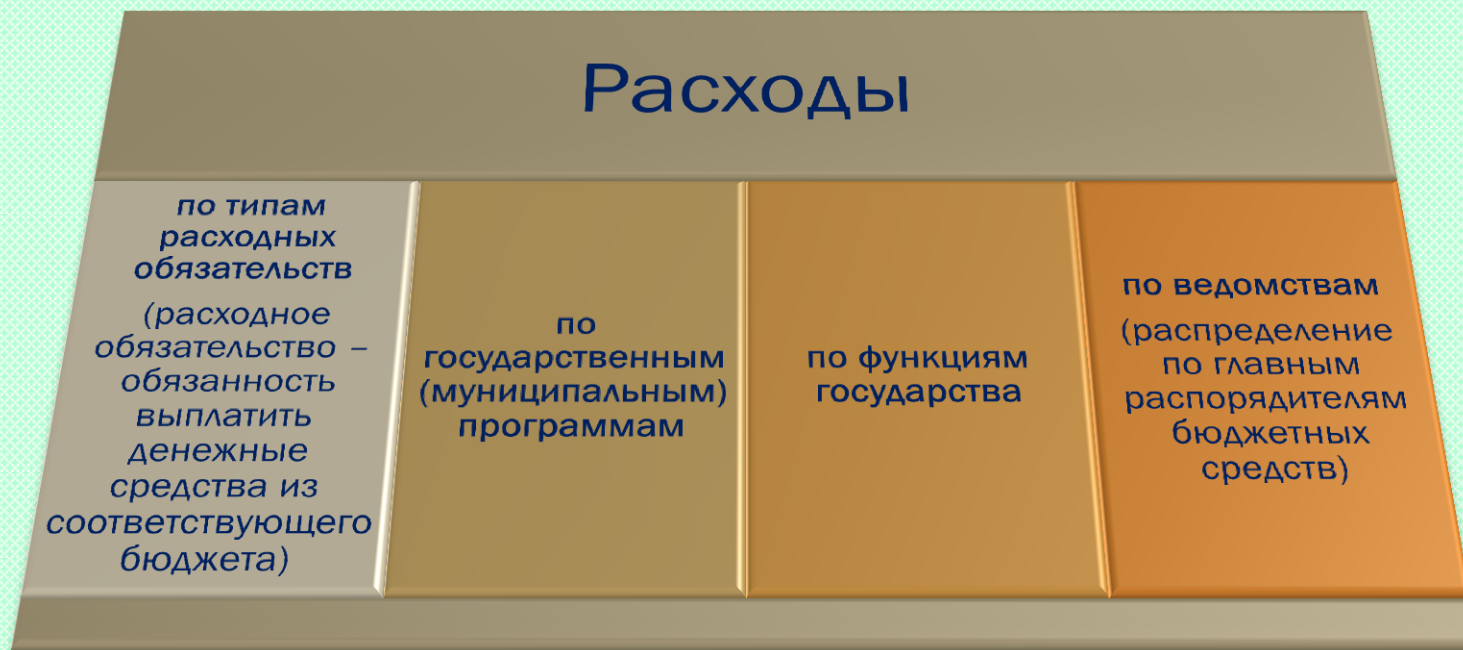 Расходы
по типам
расходных
обязательств
(расходное
обязательство –
обязанность
выплатить
денежные
средства из
соответствующего
бюджета)
по
государственным
(муниципальным)
программам
по функциям
государства
по ведомствам
(распределение
по главным
распорядителям
бюджетных
средств)